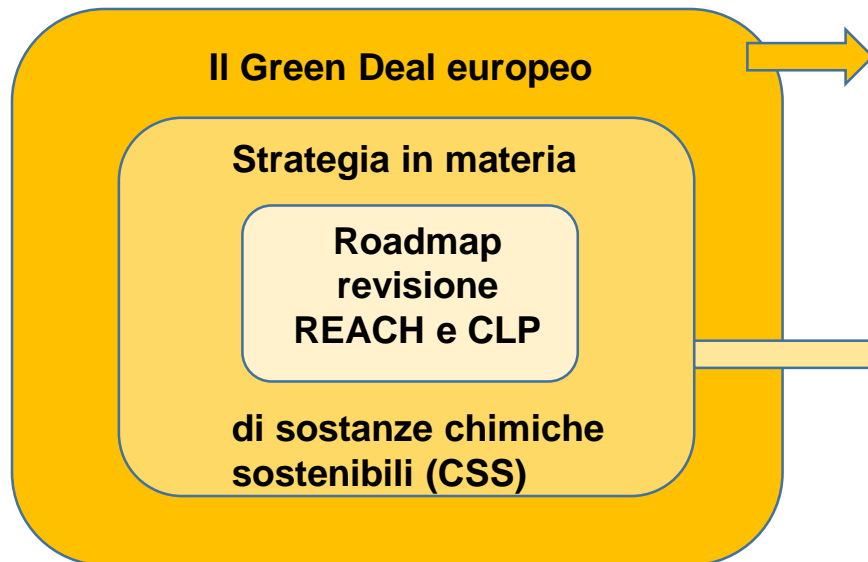 Il Green Deal europeo
Strategia in materia
Roadmap
revisione
REACH e CLP
di sostanze chimiche
sostenibili (CSS)